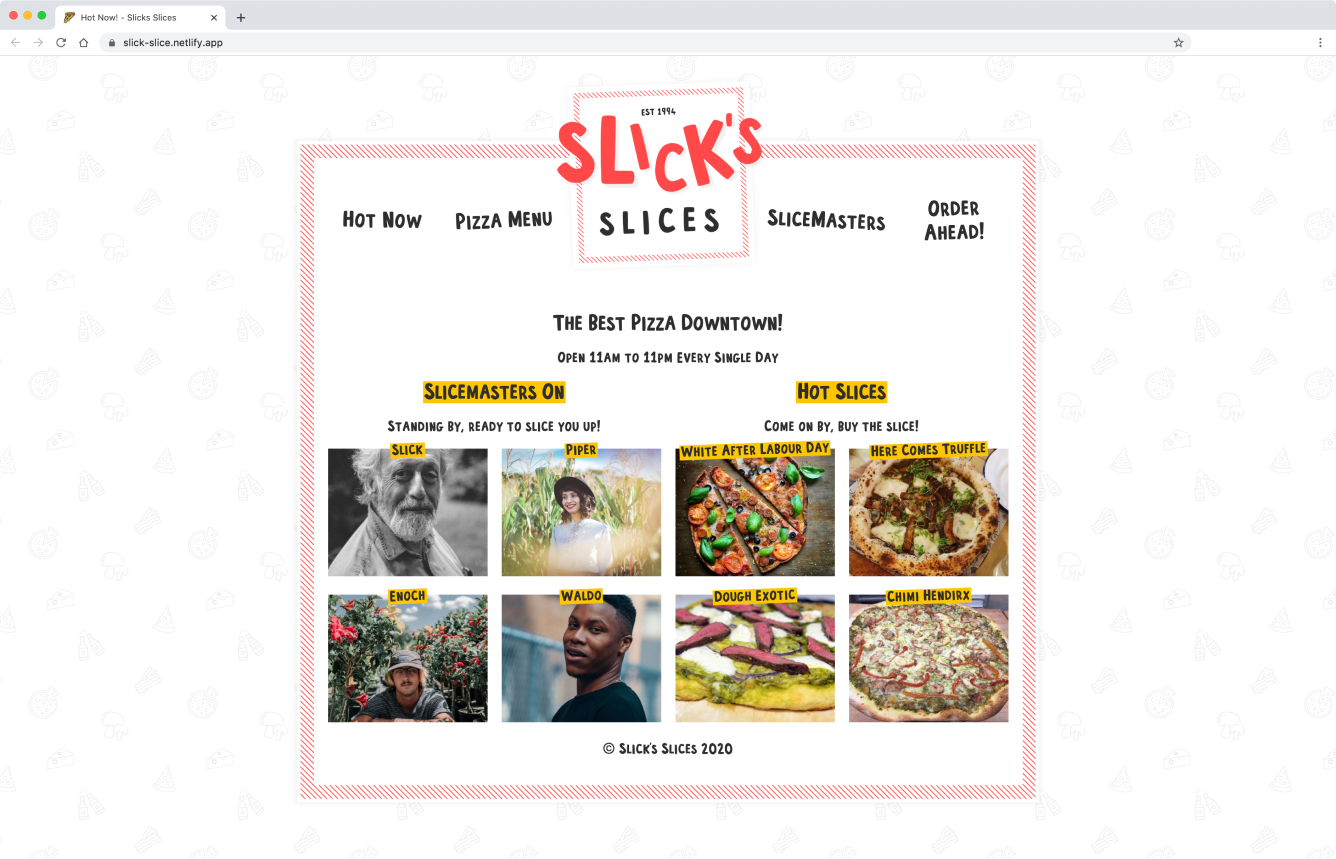 Hot Now! - Slicks Slices
slick-slice.netlify.app
EST 1994
SLICK'S
SLICES
HOT NOW
PIZZA MENU
SLICEMASTERS
ORDER
AHEAD!
THE BEST PIZZA DOWNTOWN!
OPEN 11AM TO 11PM EVERY SINGLE DAY
SLICEMASTERS ON
STANDING BY, READY TO SLICE YOU UP!
SLICK
PIPER
ENOCH
WALDO
HOT SLICES
COME ON BY, BUY THE SLICE!
WHITE AFTER LABOUR DAY
HERE COMES TRUFFLE
DOUGH EXOTIC
CHIMI HENDIRX
© SLICK'S SLICES 2020